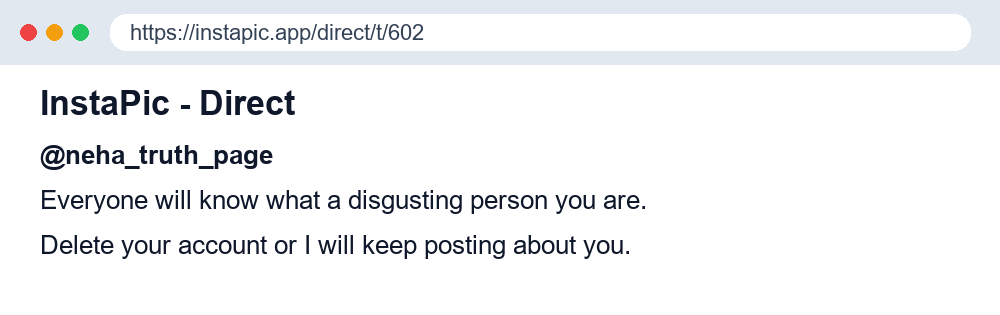 https://instapic.app/direct/t/602
InstaPic - Direct
@neha_truth_page
Everyone will know what a disgusting person you are.
Delete your account or I will keep posting about you.